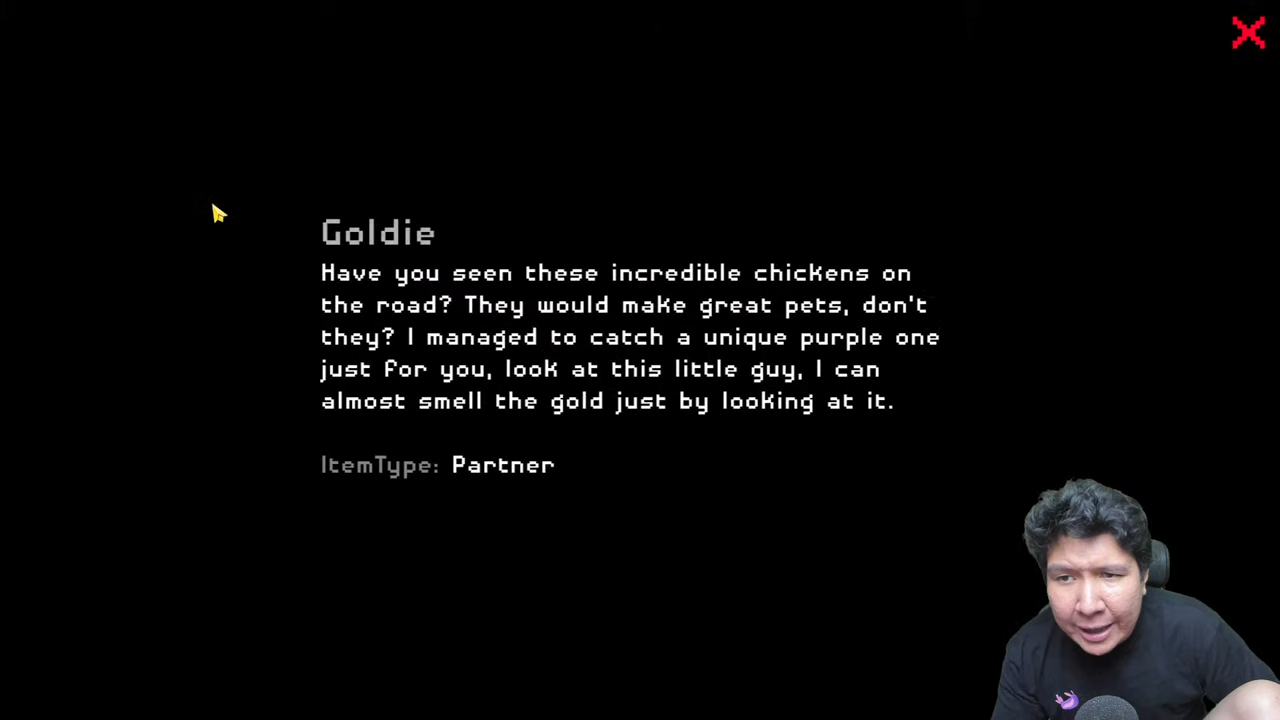 Goldie
Have you seen these incredible chickens on
the road? They would make great pets, don't
they? I managed to catch a unique purple one
just for you, look at this little guy, I can
almost smell the gold just by looking at it.
ItemType: Partner